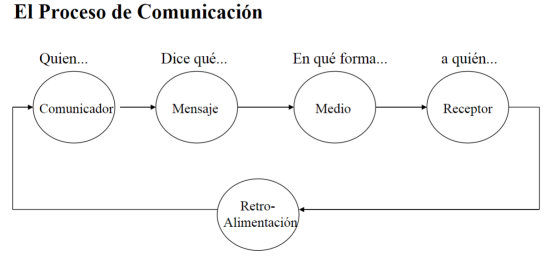 El Proceso de Comunicación
Quien... Dice qué... En qué forma... a quién...
Comunicador Mensaje Medio Receptor
Retro-
Alimentación